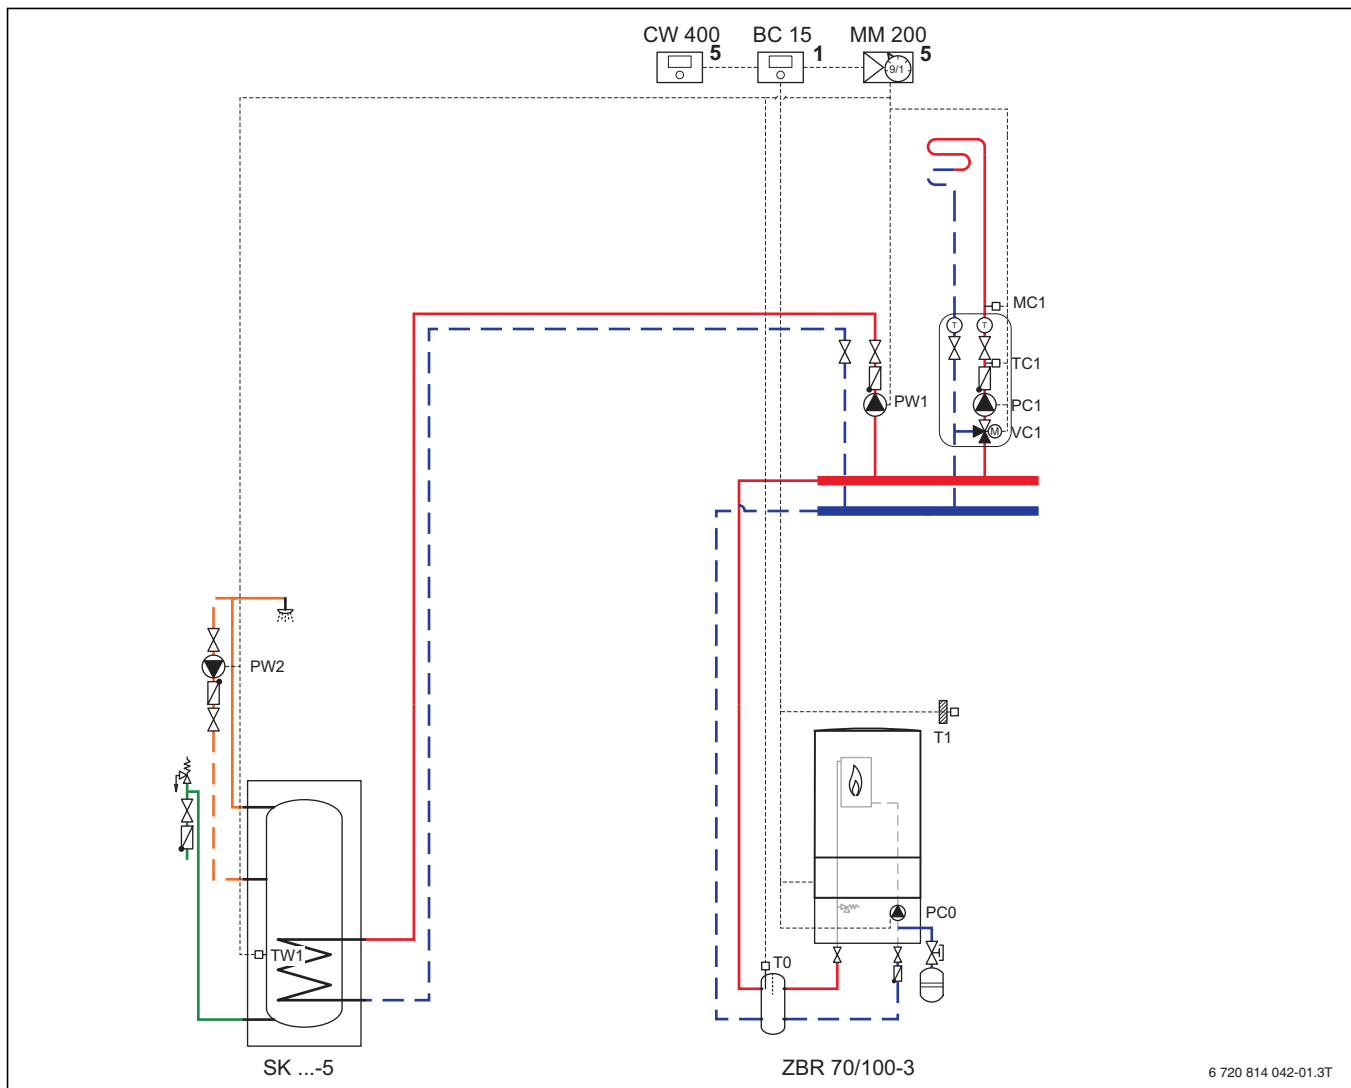 CW 400 BC 15 MM 200
5 1 5
9/1
MC1
T T
TC1
PW1 PC1
M VC1
PW2
T1
PC0
TW1 T0
SK ...-5 ZBR 70/100-3
6 720 814 042-01.3T